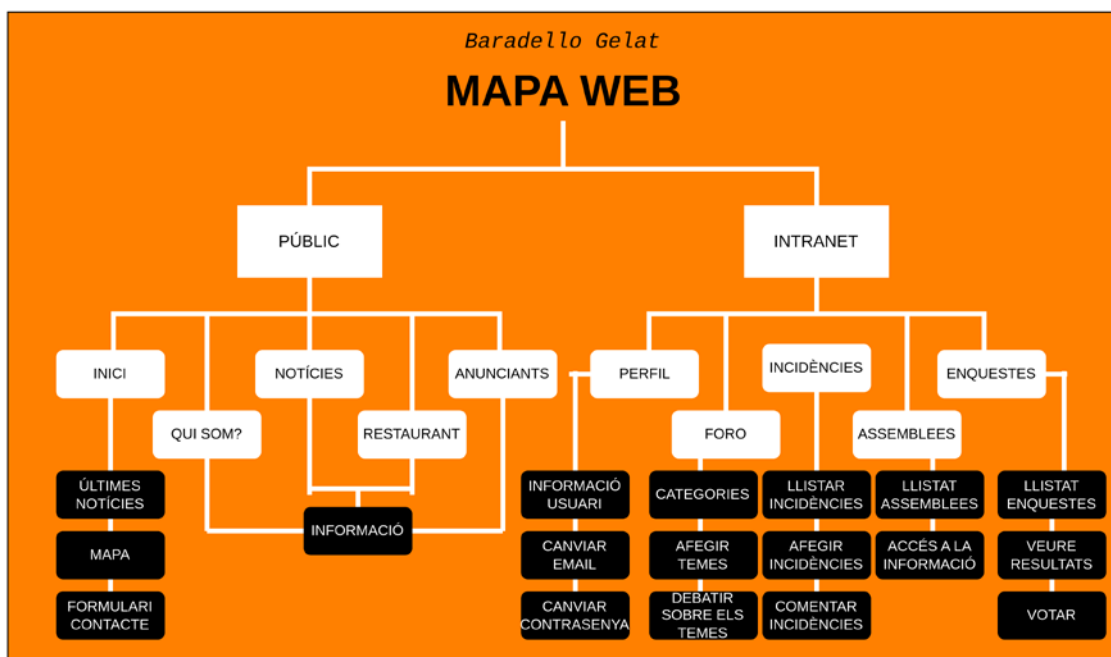 Baradello Gelat
MAPA WEB
PÚBLIC
INTRANET
INICI
NOTÍCIES
ANUNCIANTS
PERFIL
INCIDÈNCIES
ENQUESTES
QUI SOM?
RESTAURANT
FORO
ASSEMBLEES
ÚLTIMES
NOTÍCIES
MAPA
FORMULARI
CONTACTE
INFORMACIÓ
INFORMACIÓ
USUARI
CANVIAR
EMAIL
CANVIAR
CONTRASENYA
CATEGORIES
AFEGIR
TEMES
DEBATIR
SOBRE ELS
TEMES
LLISTAR
INCIDÈNCIES
AFEGIR
INCIDÈNCIES
COMENTAR
INCIDÈNCIES
LLISTAT
ASSEMBLEES
ACCÉS A LA
INFORMACIÓ
LLISTAT
ENQUESTES
VEURE
RESULTATS
VOTAR